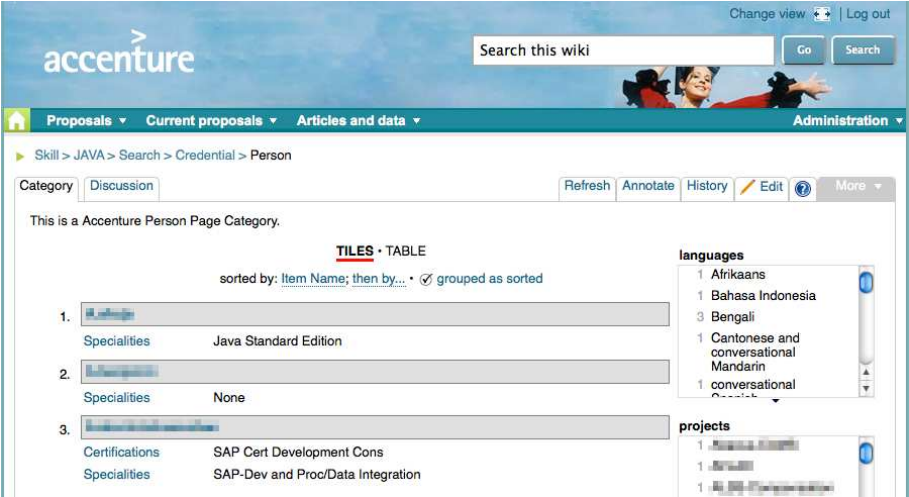 Change view | Log out
accenture
Search this wiki Go Search
Proposals Current proposals Articles and data Administration
Skill > JAVA > Search > Credential > Person
Category Discussion Refresh Annotate History Edit ? More
This is a Accenture Person Page Category.
TILES • TABLE
sorted by: Item Name; then by... • grouped as sorted
languages
1 Afrikaans
1 Bahasa Indonesia
3 Bengali
1 Cantonese and
conversational
Mandarin
1 conversational
1.
Specialities Java Standard Edition
2.
Specialities None
3.
Certifications SAP Cert Development Cons
Specialities SAP-Dev and Proc/Data Integration
projects
1
1
1